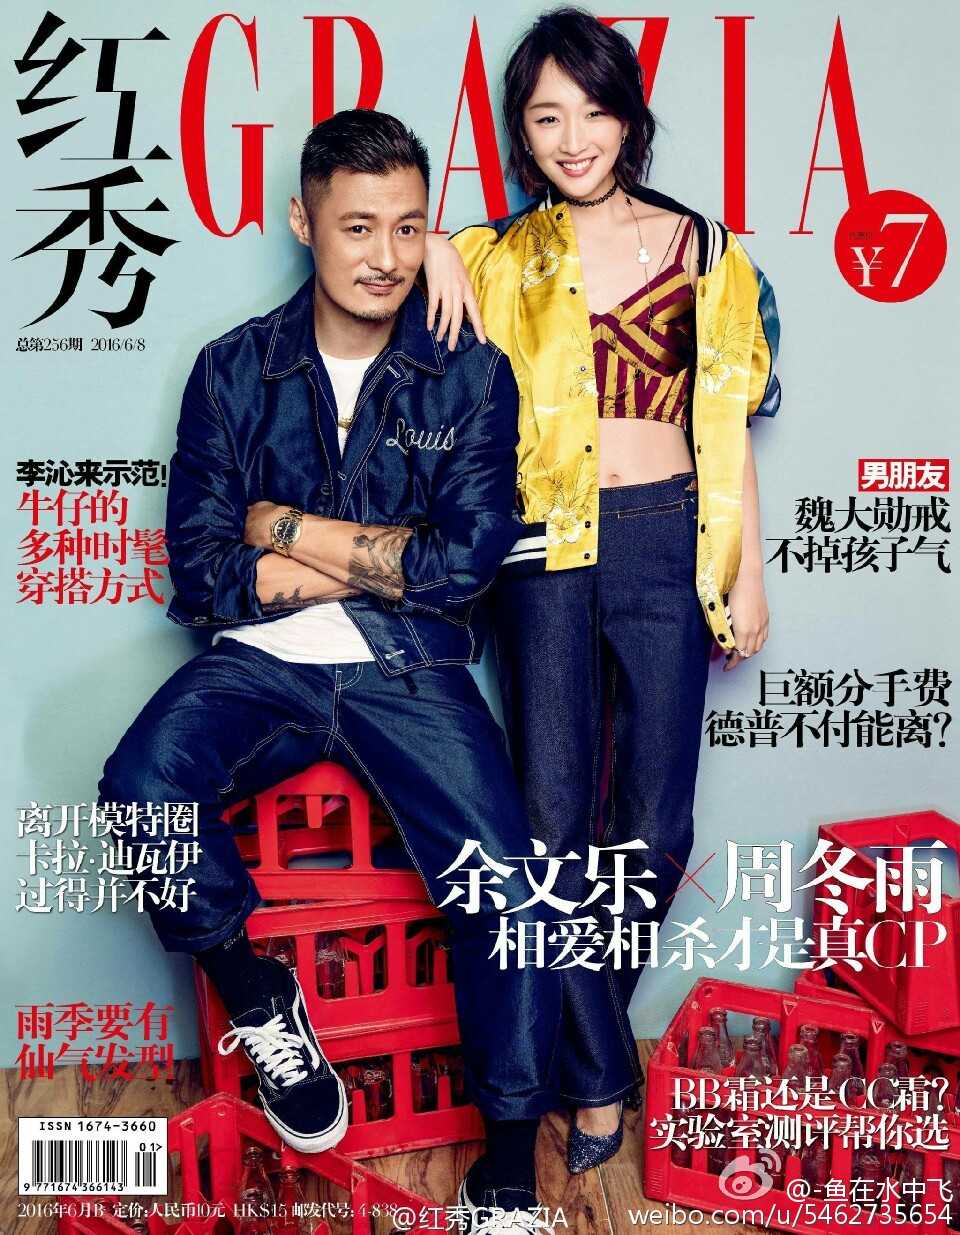 红秀
GRAZIA
优惠价
¥7
总第256期 2016/6/8
Louis
李沁来示范!
牛仔的
多种时髦
穿搭方式
男朋友
魏大勋戒
不掉孩子气
巨额分手费
德普不付能离?
离开模特圈
卡拉·迪瓦伊
过得并不好
余文乐×周冬雨
相爱相杀才是真CP
雨季要有
仙气发型
BB霜还是CC霜?
实验室测评帮你选
ISSN 1674-3660
01>
9 771674 366143
2016年6月B 定价:人民币10元 HK$15 邮发代号: 4-838
@红秀GRAZIA
@-鱼在水中飞
weibo.com/u/5462735654